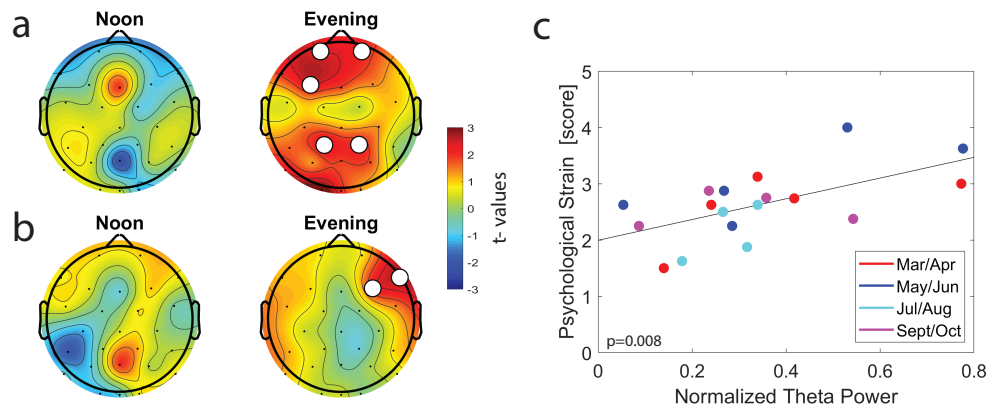 a
Noon
Evening
b
Noon
Evening
3
2
1
0
-1
-2
-3
t- values
c
Psychological Strain [score]
5
4
3
2
1
0
p=0.008
Mar/Apr
May/Jun
Jul/Aug
Sept/Oct
0 0.2 0.4 0.6 0.8
Normalized Theta Power